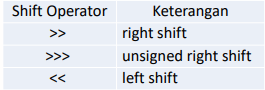 Shift Operator Keterangan
>> right shift
>>> unsigned right shift
<< left shift